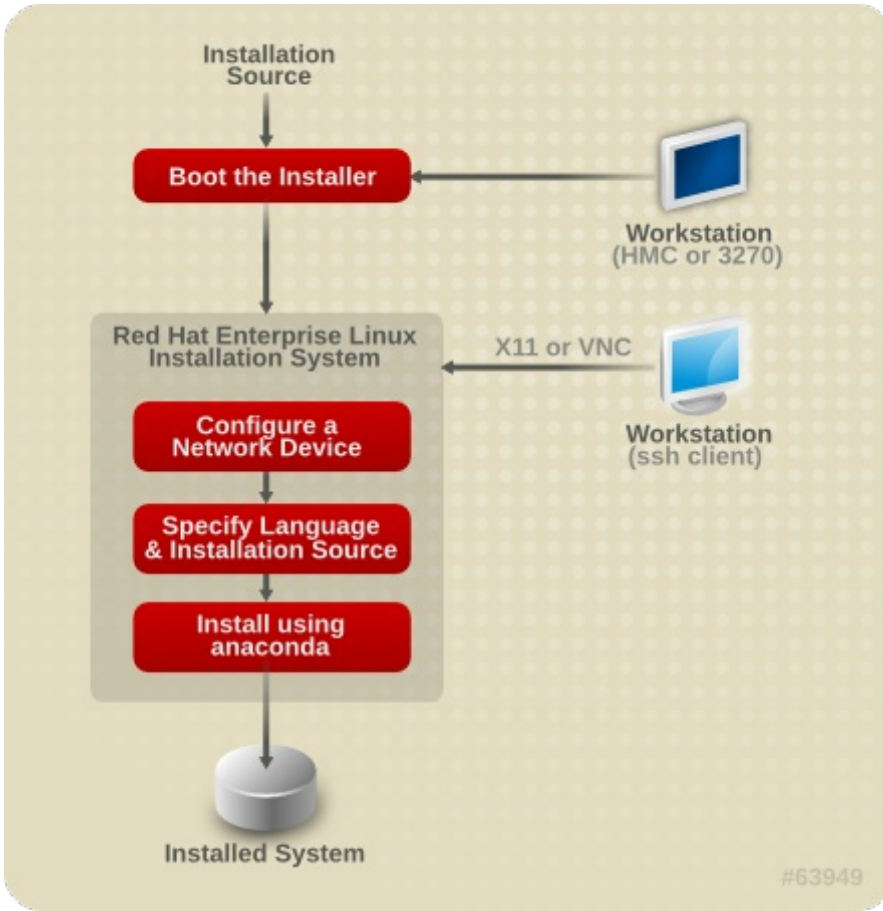 Installation
Source
Boot the Installer
Workstation
(HMC or 3270)
Red Hat Enterprise Linux
Installation System
X11 or VNC
Workstation
(ssh client)
Configure a
Network Device
Specify Language
& Installation Source
Install using
anaconda
Installed System
#63949